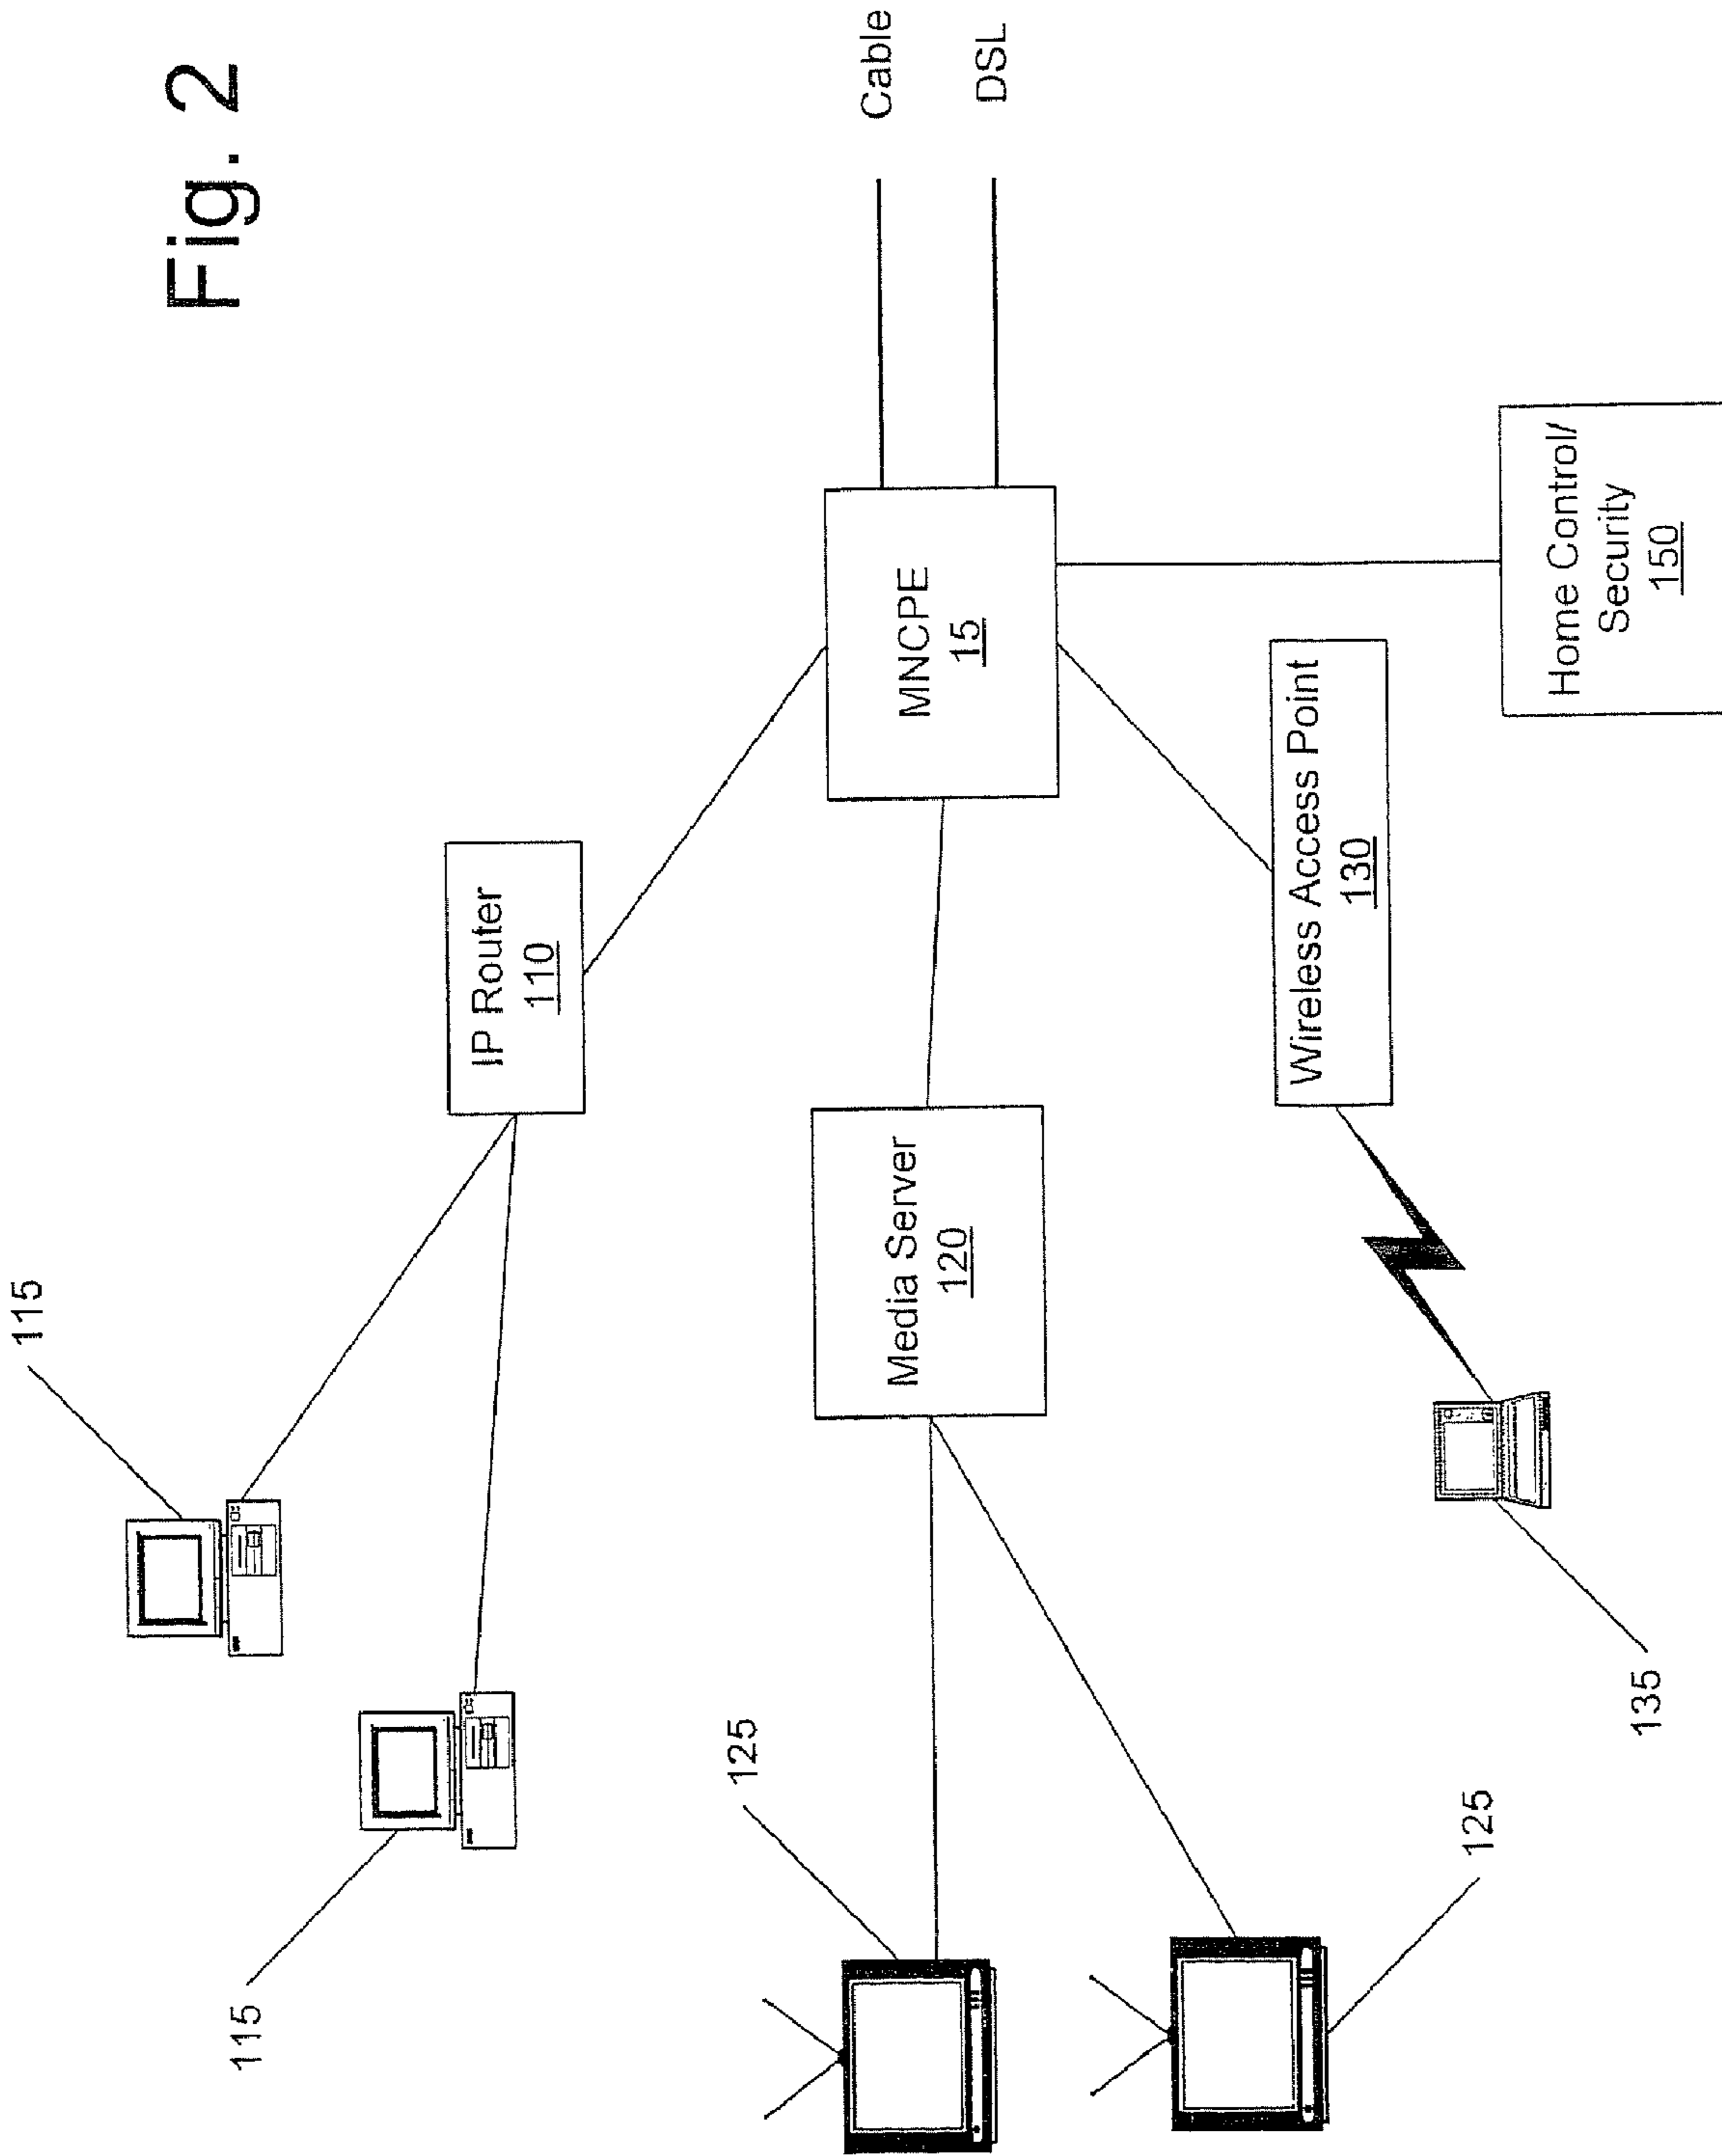 Fig. 2
115
115
IP Router
110
MNCPE
15
Cable
DSL
Media Server
120
125
125
Wireless Access Point
130
135
Home Control/
Security
150